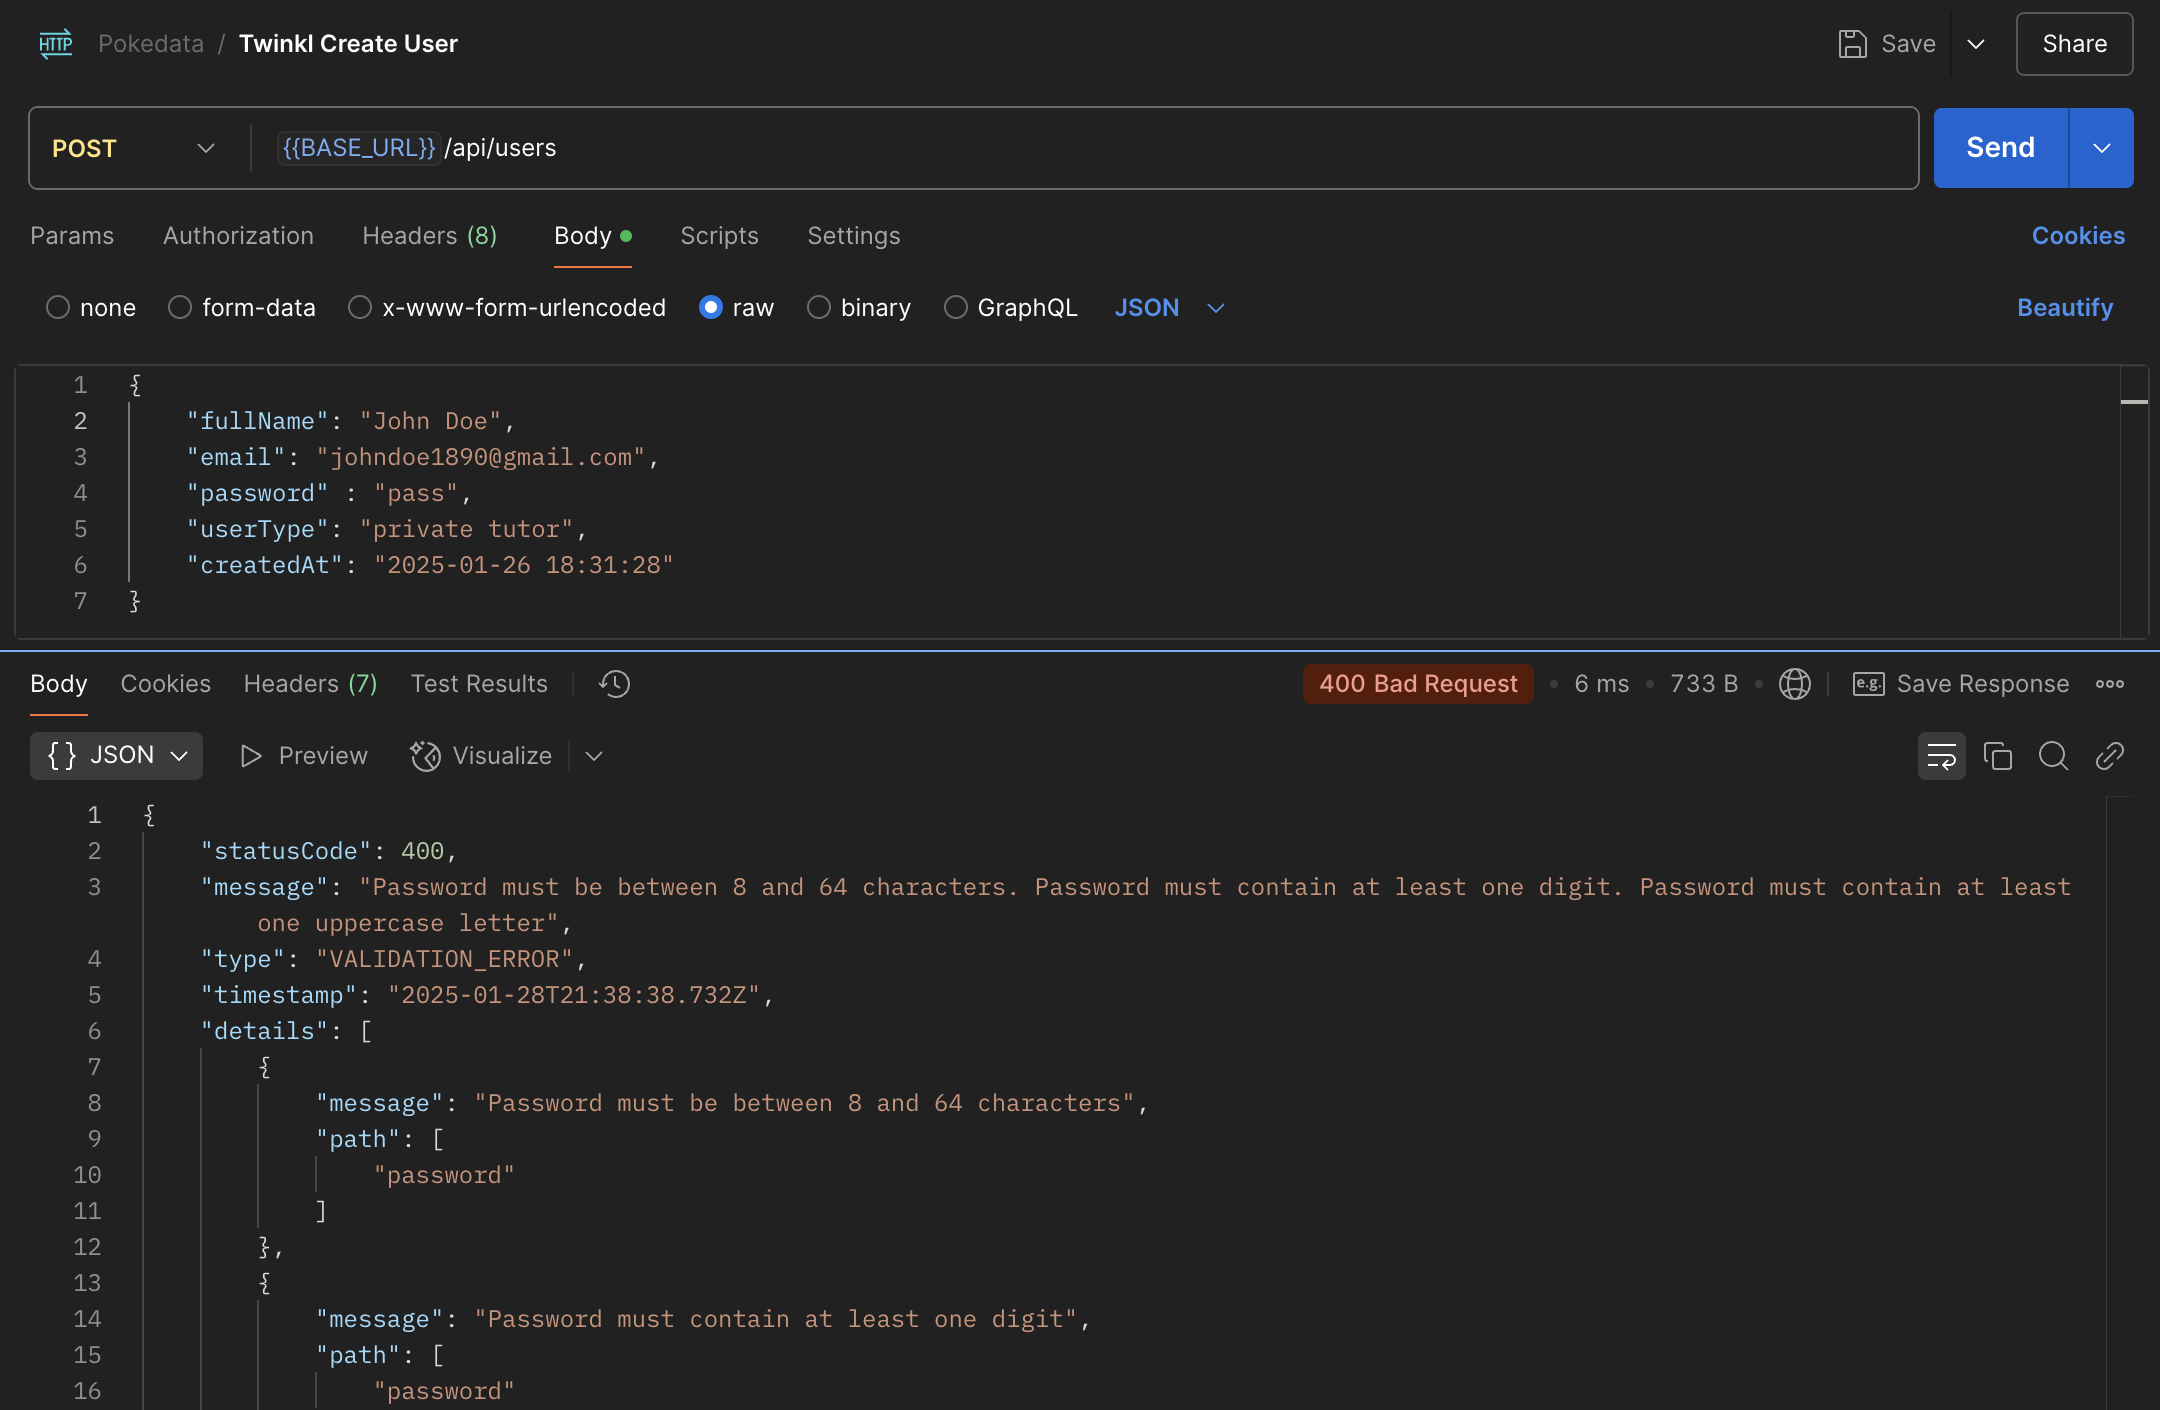 HTTP Pokedata / Twinkl Create User Save Share
POST {{BASE_URL}}/api/users Send
Params Authorization Headers (8) Body Scripts Settings Cookies
none form-data x-www-form-urlencoded raw binary GraphQL JSON Beautify
1 {
2 "fullName": "John Doe",
3 "email": "johndoe1890@gmail.com",
4 "password" : "pass",
5 "userType": "private tutor",
6 "createdAt": "2025-01-26 18:31:28"
7 }
Body Cookies Headers (7) Test Results 400 Bad Request • 6 ms • 733 B • e.g. Save Response
{} JSON Preview Visualize
1 {
2 "statusCode": 400,
3 "message": "Password must be between 8 and 64 characters. Password must contain at least one digit. Password must contain at least
one uppercase letter",
4 "type": "VALIDATION_ERROR",
5 "timestamp": "2025-01-28T21:38:38.732Z",
6 "details": [
7 {
8 "message": "Password must be between 8 and 64 characters",
9 "path": [
10 "password"
11 ]
12 },
13 {
14 "message": "Password must contain at least one digit",
15 "path": [
16 "password"